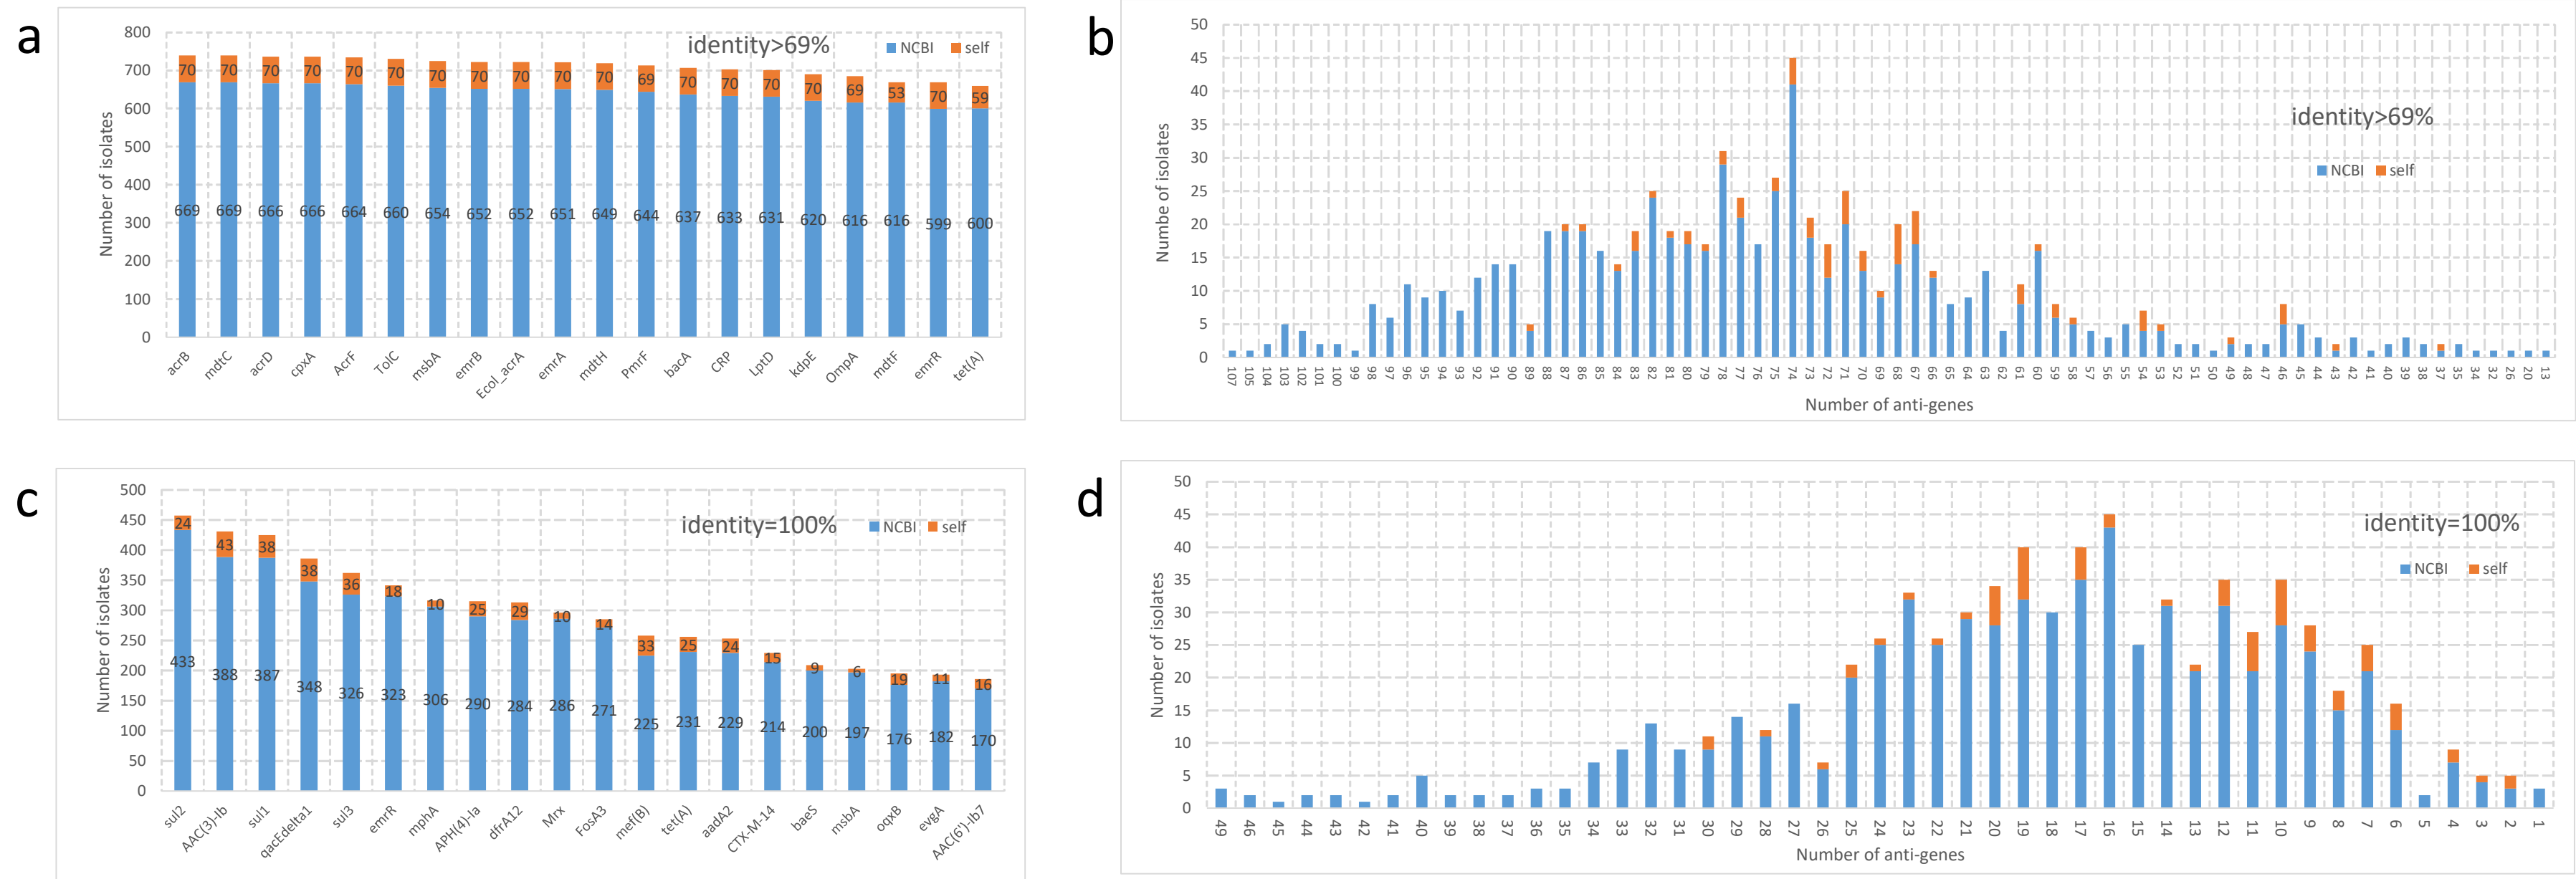 a
identity>69%
NCBI self
Number of isolates
800
700
600
500
400
300
200
100
0
70 70 70 70 70 70 70 70 70 70 70 69 70 70 70 70 69 53 70 59
669 669 666 666 664 660 654 652 652 651 649 644 637 633 631 620 616 616 599 600
acrB mdtC acrD cpxA AcrF TolC msbA emrB Ecol_acrA emrA mdtH PmrF bacA CRP LptD kdpE OmpA mdtF emrR tet(A)
b
identity>69%
NCBI self
Numbe of isolates
50
45
40
35
30
25
20
15
10
5
0
107 105 104 103 102 101 100 99 98 97 96 95 94 93 92 91 90 89 88 87 86 85 84 83 82 81 80 79 78 77 76 75 74 73 72 71 70 69 68 67 66 65 64 63 62 61 60 59 58 57 56 55 54 53 52 51 50 49 48 47 46 45 44 43 42 41 40 39 38 37 35 34 32 26 20 13
Number of anti-genes
c
identity=100%
NCBI self
Number of isolates
500
450
400
350
300
250
200
150
100
50
0
24 43 38 38 36 18 10 25 29 10 14 33 25 24 15 9 6 19 11 16
433 388 387 348 326 323 306 290 284 286 271 225 231 229 214 200 197 176 182 170
sul2 AAC(3)-Ib sul1 qacEdelta1 sul3 emrR mphA APH(4)-Ia dfrA12 Mrx FosA3 mef(B) tet(A) aadA2 CTX-M-14 baeS msbA oqxB evgA AAC(6')-Ib7
d
identity=100%
NCBI self
Number of isolates
50
45
40
35
30
25
20
15
10
5
0
49 46 45 44 43 42 41 40 39 38 37 36 35 34 33 32 31 30 29 28 27 26 25 24 23 22 21 20 19 18 17 16 15 14 13 12 11 10 9 8 7 6 5 4 3 2 1
Number of anti-genes